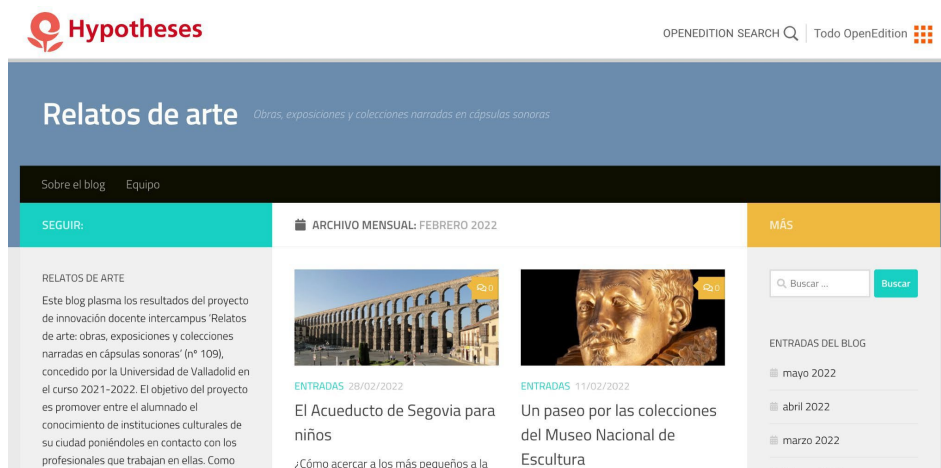 Hypotheses
OPENEDITION SEARCH
Todo OpenEdition
Relatos de arte
Obras, exposiciones y colecciones narradas en cápsulas sonoras
Sobre el blog
Equipo
SEGUIR:
ARCHIVO MENSUAL: FEBRERO 2022
MÁS
RELATOS DE ARTE
Este blog plasma los resultados del proyecto
de innovación docente intercampus ‘Relatos
de arte: obras, exposiciones y colecciones
narradas en cápsulas sonoras’ (nº 109),
concedido por la Universidad de Valladolid en
el curso 2021-2022. El objetivo del proyecto
es promover entre el alumnado el
conocimiento de instituciones culturales de
su ciudad poniéndoles en contacto con los
profesionales que trabajan en ellas. Como
0
ENTRADAS 28/02/2022
El Acueducto de Segovia para
niños
¿Cómo acercar a los más pequeños a la
0
ENTRADAS 11/02/2022
Un paseo por las colecciones
del Museo Nacional de
Escultura
Buscar ...
Buscar
ENTRADAS DEL BLOG
mayo 2022
abril 2022
marzo 2022